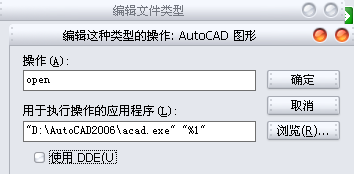 编辑文件类型
编辑这种类型的操作: AutoCAD 图形
操作(A):
open
确定
取消
用于执行操作的应用程序(L):
"D:\AutoCAD2006\acad.exe" "%1"
浏览(R)...
使用 DDE(U